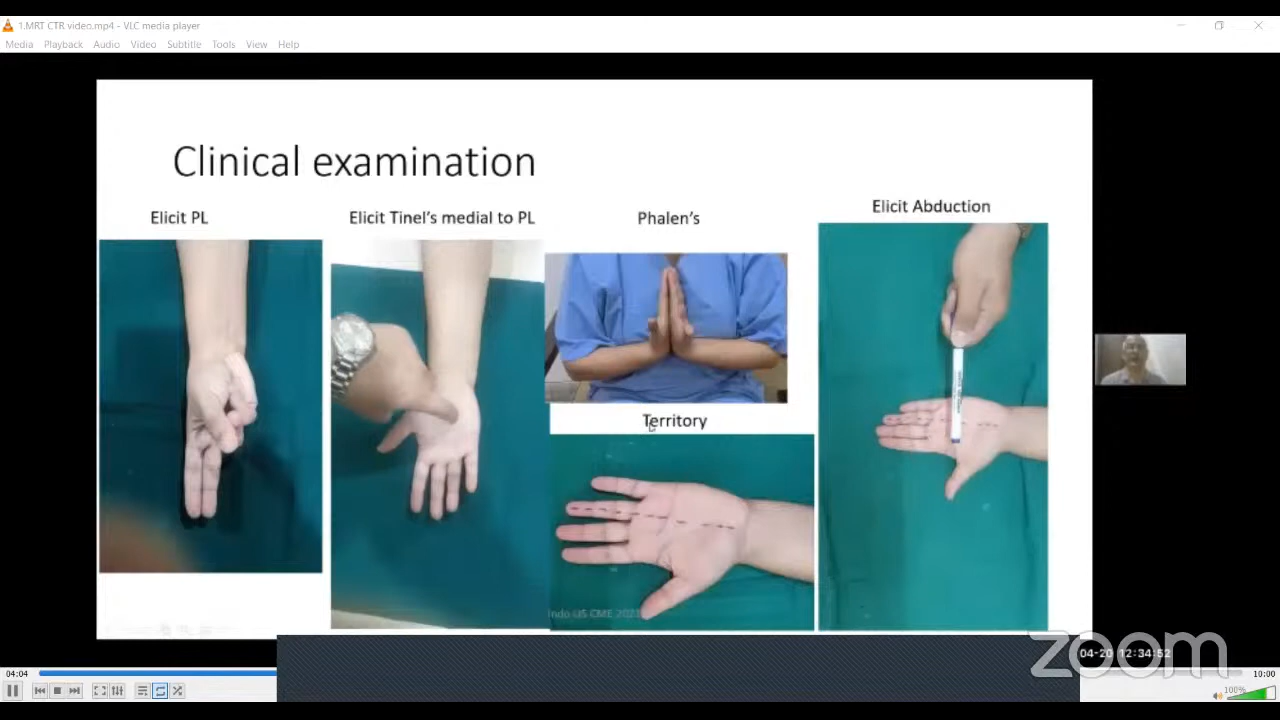 1.MRT CTR video.mp4 - VLC media player
Media Playback Audio Video Subtitle Tools View Help
Clinical examination
Elicit PL
Elicit Tinel's medial to PL
Phalen's
Elicit Abduction
Territory
Indo US CME 2021
zoom
04-20 12:34:52
04:04
10:00
100%